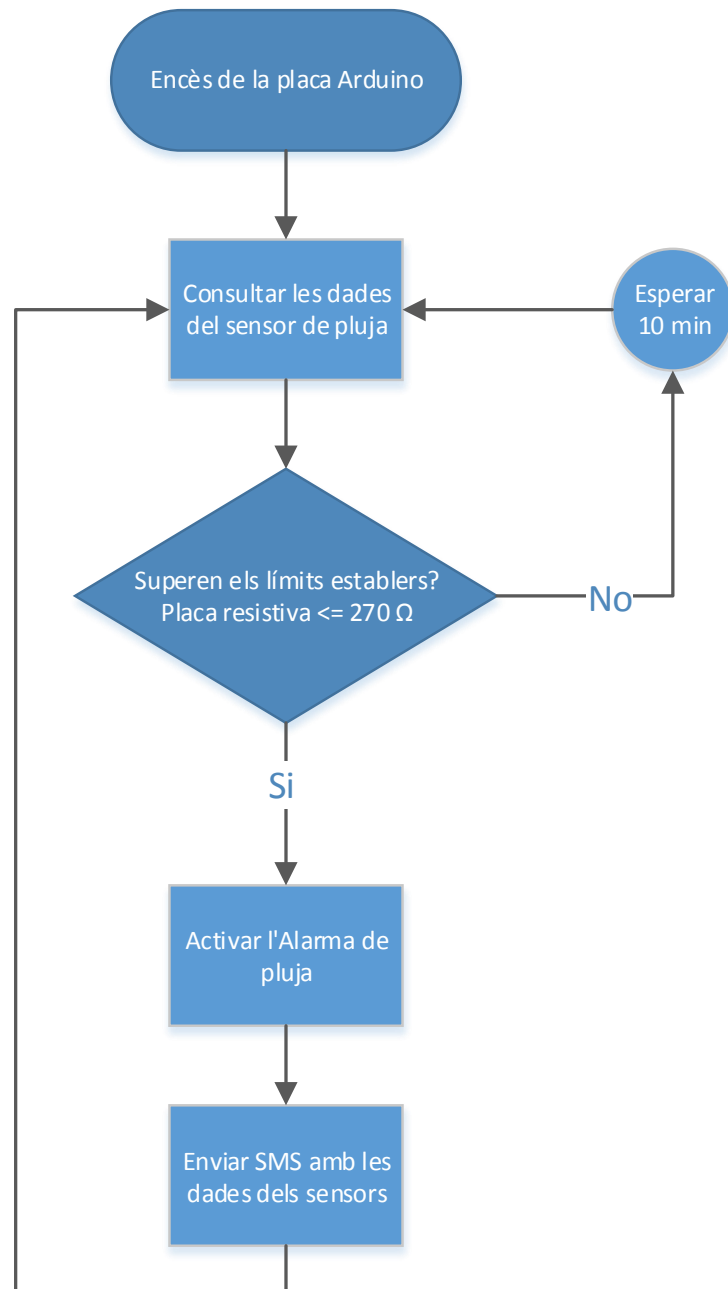 Encès de la placa Arduino
Consultar les dades
del sensor de pluja
Esperar
10 min
Superen els límits establers?
Placa resistiva <= 270 Ω
No
Si
Activar l'Alarma de
pluja
Enviar SMS amb les
dades dels sensors